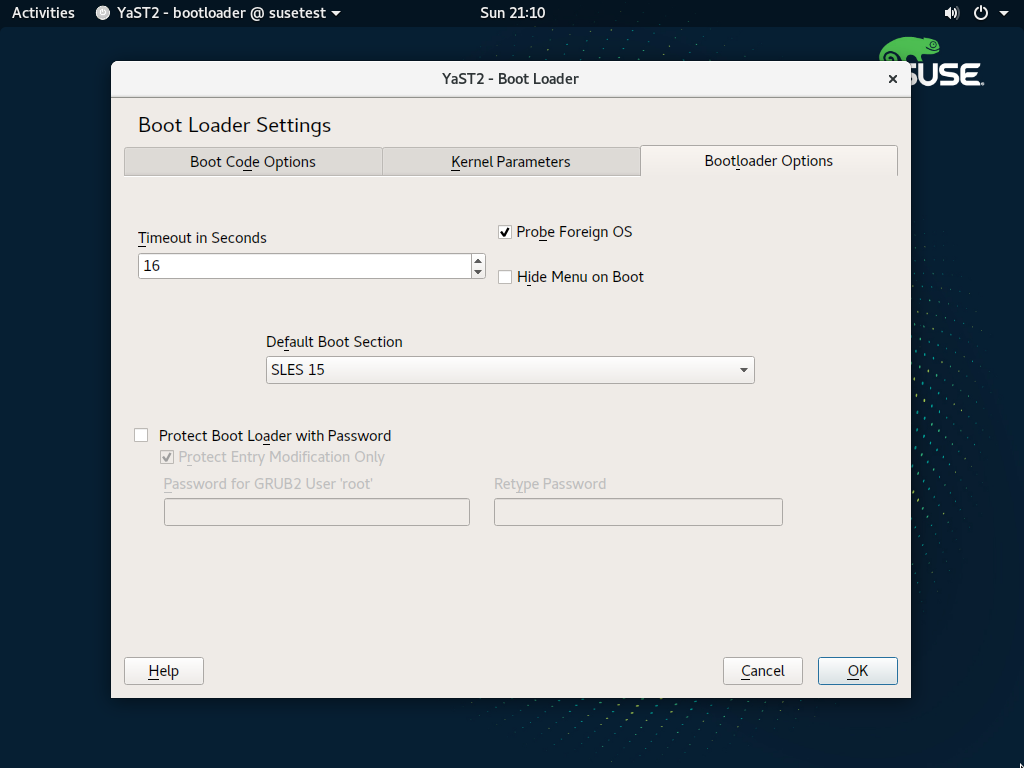 Activities YaST2 - bootloader @ susetest Sun 21:10
SUSE
YaST2 - Boot Loader
Boot Loader Settings
Boot Code Options Kernel Parameters Bootloader Options
Timeout in Seconds
16
Probe Foreign OS
Hide Menu on Boot
Default Boot Section
SLES 15
Protect Boot Loader with Password
Protect Entry Modification Only
Password for GRUB2 User 'root' Retype Password
Help Cancel OK